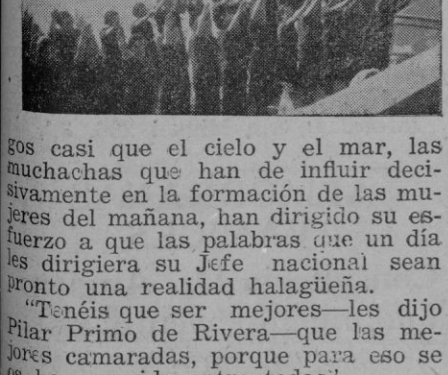 gos casi que el cielo y el mar, las
muchachas que han de influir deci-
sivamente en la formación de las mu-
jeres del mañana, han dirigido su es-
fuerzo a que las palabras que un día
les dirigiera su Jefe nacional sean
pronto una realidad halagüeña.
"Tenéis que ser mejores—les dijo
Pilar Primo de Rivera—que las me-
jores camaradas, porque para eso se